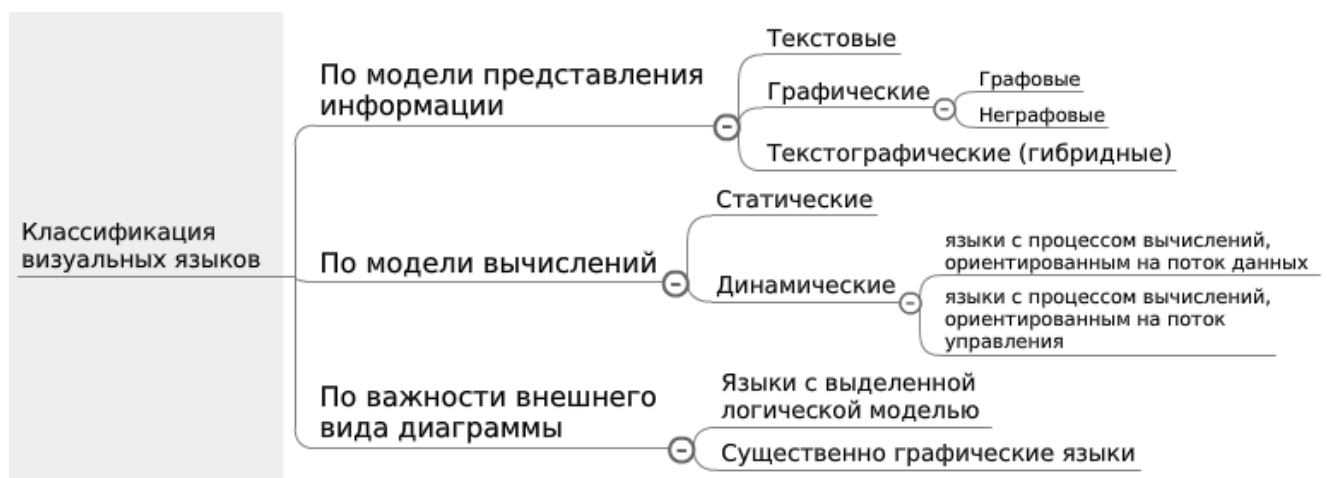 Классификация
визуальных языков
По модели представления
информации
Текстовые
Графические
Графовые
Неграфовые
Текстографические (гибридные)
По модели вычислений
Статические
Динамические
языки с процессом вычислений,
ориентированным на поток данных
языки с процессом вычислений,
ориентированным на поток
управления
По важности внешнего
вида диаграммы
Языки с выделенной
логической моделью
Существенно графические языки